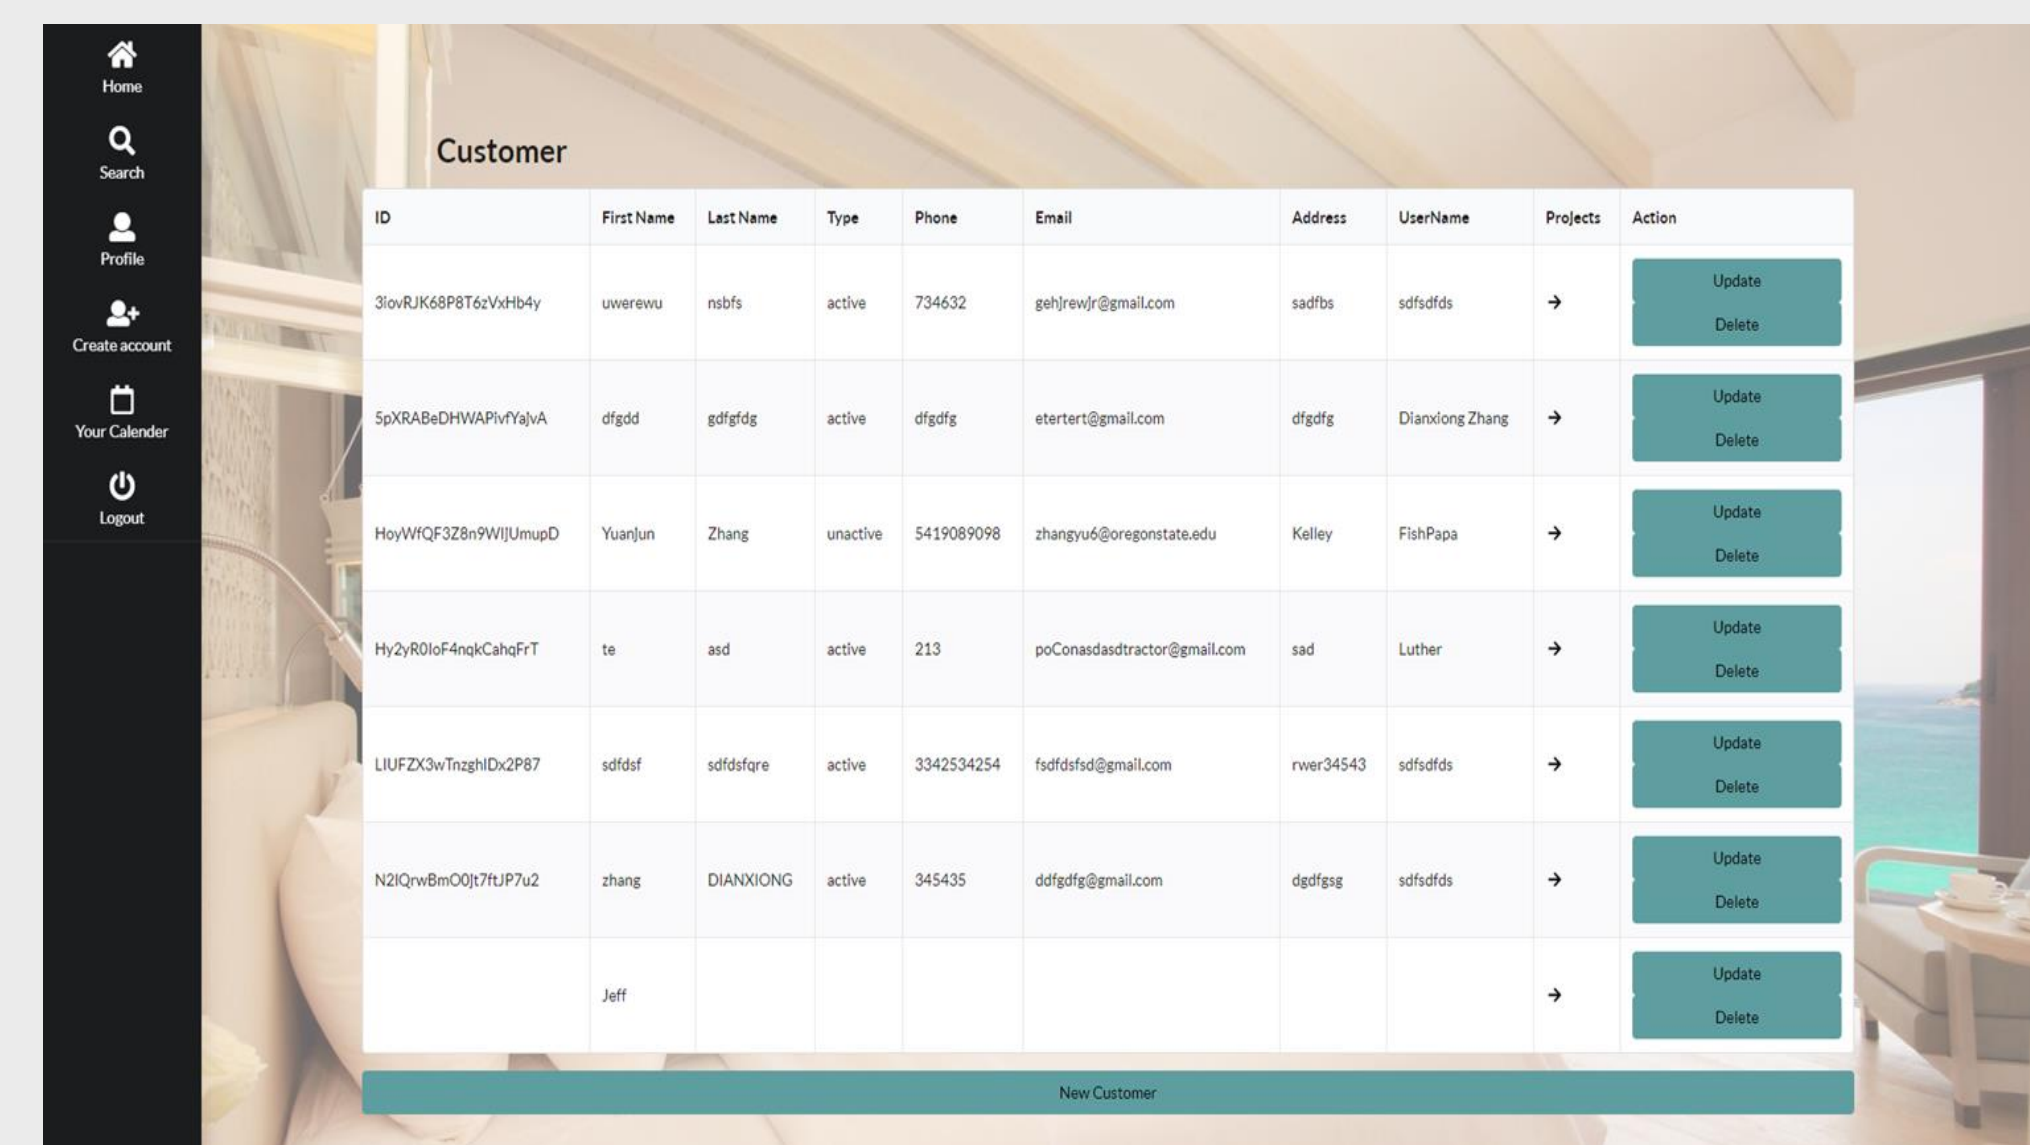 Home
Search
Profile
Create account
Your Calender
Logout
Customer
ID First Name Last Name Type Phone Email Address UserName Projects Action
3iovRJK68P8T6zVxHb4y uwerewu nsbfs active 734632 gehjrewjr@gmail.com sadfbs sdfsdfds → Update
Delete
5pXRABeDHWAPivfYajvA dfgdd gdfgfdg active dfgdfg etertert@gmail.com dfgdfg Dianxiong Zhang → Update
Delete
HoyWfQF3Z8n9WIJUmupD Yuanjun Zhang unactive 5419089098 zhangyu6@oregonstate.edu Kelley FishPapa → Update
Delete
Hy2yR0IoF4nqkCahqFrT te asd active 213 poConasdasdtractor@gmail.com sad Luther → Update
Delete
LIUFZX3wTnzghIDx2P87 sdfdsf sdfdsfqre active 3342534254 fsdfdsfsd@gmail.com rwer34543 sdfsdfds → Update
Delete
N2IQrwBmO0Jt7ftJP7u2 zhang DIANXIONG active 345435 ddfgdfg@gmail.com dgdfgsg sdfsdfds → Update
Delete
Jeff → Update
Delete
New Customer